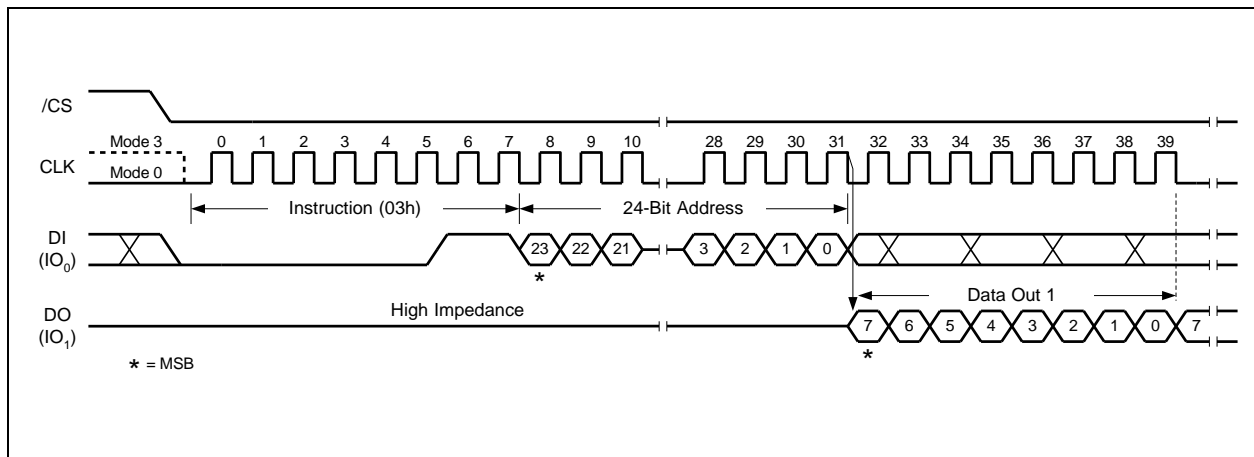 /CS
Mode 3 0 1 2 3 4 5 6 7 8 9 10 28 29 30 31 32 33 34 35 36 37 38 39
CLK Mode 0
Instruction (03h) 24-Bit Address
DI
(IO0) 23 22 21 3 2 1 0
*
High Impedance Data Out 1
DO
(IO1) 7 6 5 4 3 2 1 0 7
*
* = MSB